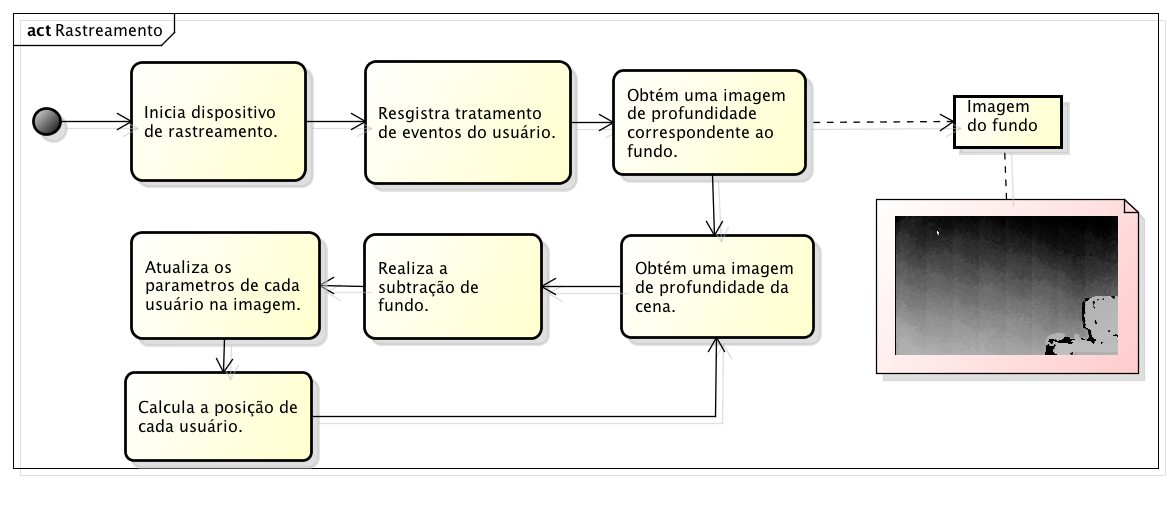 act Rastreamento
Inicia dispositivo
de rastreamento.
Resgistra tratamento
de eventos do usuário.
Obtém uma imagem
de profundidade
correspondente ao
fundo.
Imagem
do fundo
Obtém uma imagem
de profundidade da
cena.
Realiza a
subtração de
fundo.
Atualiza os
parametros de cada
usuário na imagem.
Calcula a posição de
cada usuário.